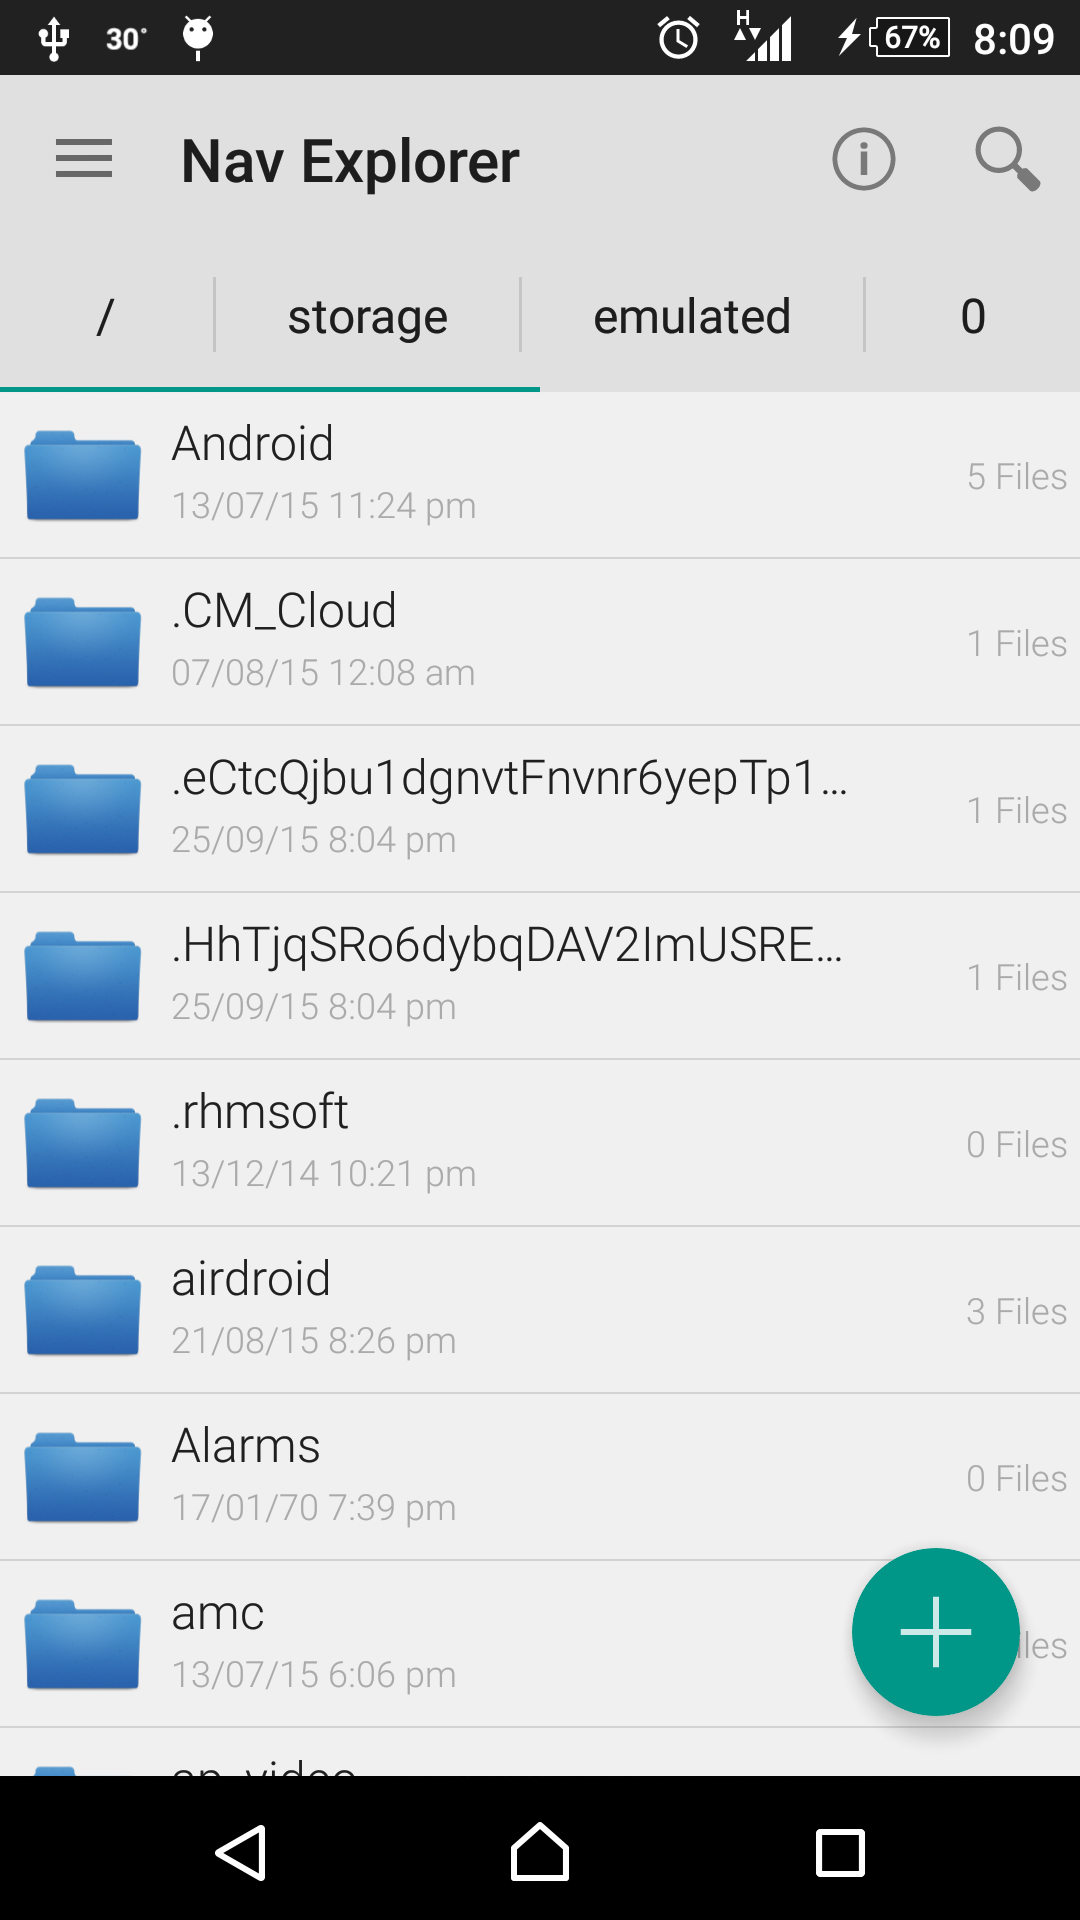 30° H 67% 8:09
Nav Explorer
/ storage emulated 0
Android
13/07/15 11:24 pm
5 Files
.CM_Cloud
07/08/15 12:08 am
1 Files
.eCtcQjbu1dgnvtFnvnr6yepTp1...
25/09/15 8:04 pm
1 Files
.HhTjqSRo6dybqDAV2ImUSRE...
25/09/15 8:04 pm
1 Files
.rhmsoft
13/12/14 10:21 pm
0 Files
airdroid
21/08/15 8:26 pm
3 Files
Alarms
17/01/70 7:39 pm
0 Files
amc
13/07/15 6:06 pm